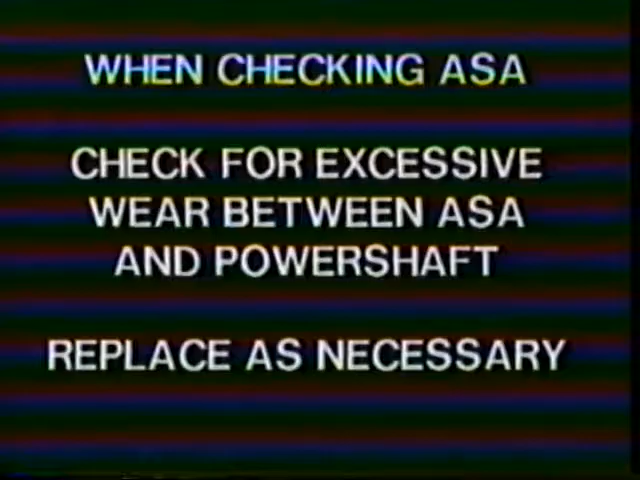 WHEN CHECKING ASA
CHECK FOR EXCESSIVE
WEAR BETWEEN ASA
AND POWERSHAFT
REPLACE AS NECESSARY